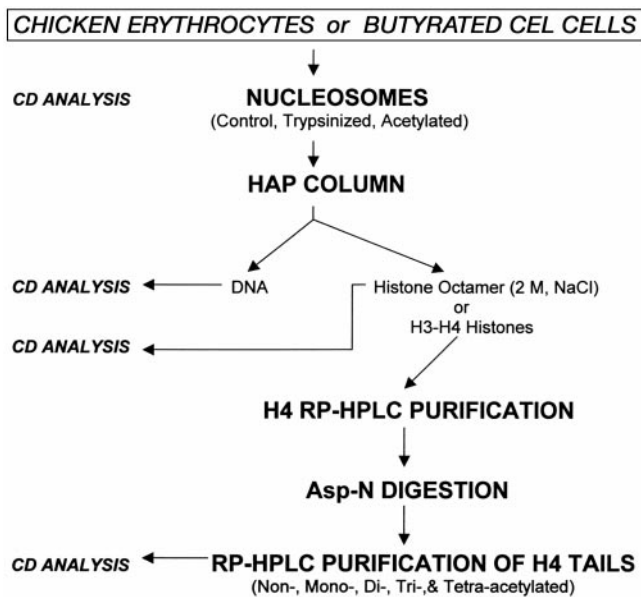 CHICKEN ERYTHROCYTES or BUTYRATED CEL CELLS
CD ANALYSIS
NUCLEOSOMES
(Control, Trypsinized, Acetylated)
HAP COLUMN
CD ANALYSIS
DNA
Histone Octamer (2 M, NaCl)
or
H3-H4 Histones
CD ANALYSIS
H4 RP-HPLC PURIFICATION
Asp-N DIGESTION
CD ANALYSIS
RP-HPLC PURIFICATION OF H4 TAILS
(Non-, Mono-, Di-, Tri-,& Tetra-acetylated)